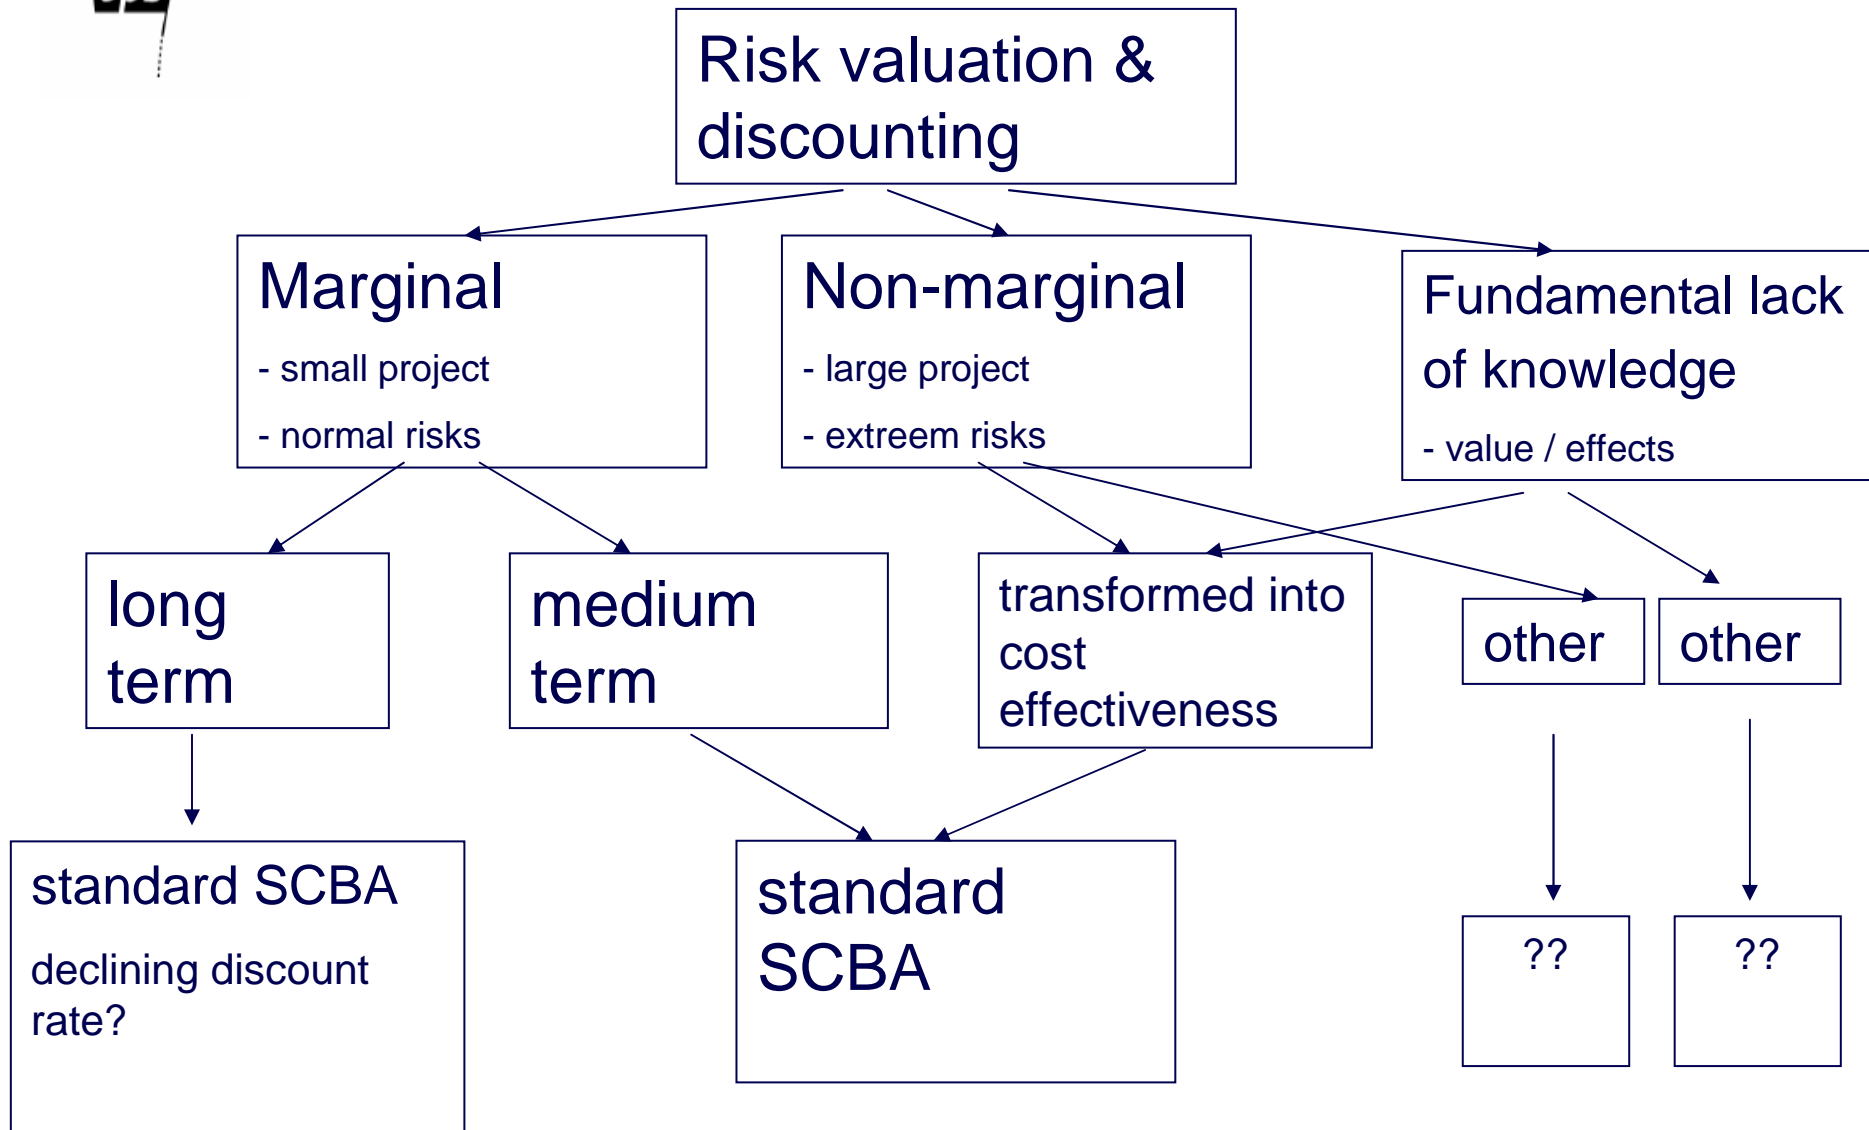 Risk valuation &
discounting
Marginal
- small project
- normal risks
Non-marginal
- large project
- extreem risks
Fundamental lack
of knowledge
- value / effects
long
term
medium
term
transformed into
cost
effectiveness
other
other
standard SCBA
declining discount
rate?
standard
SCBA
??
??